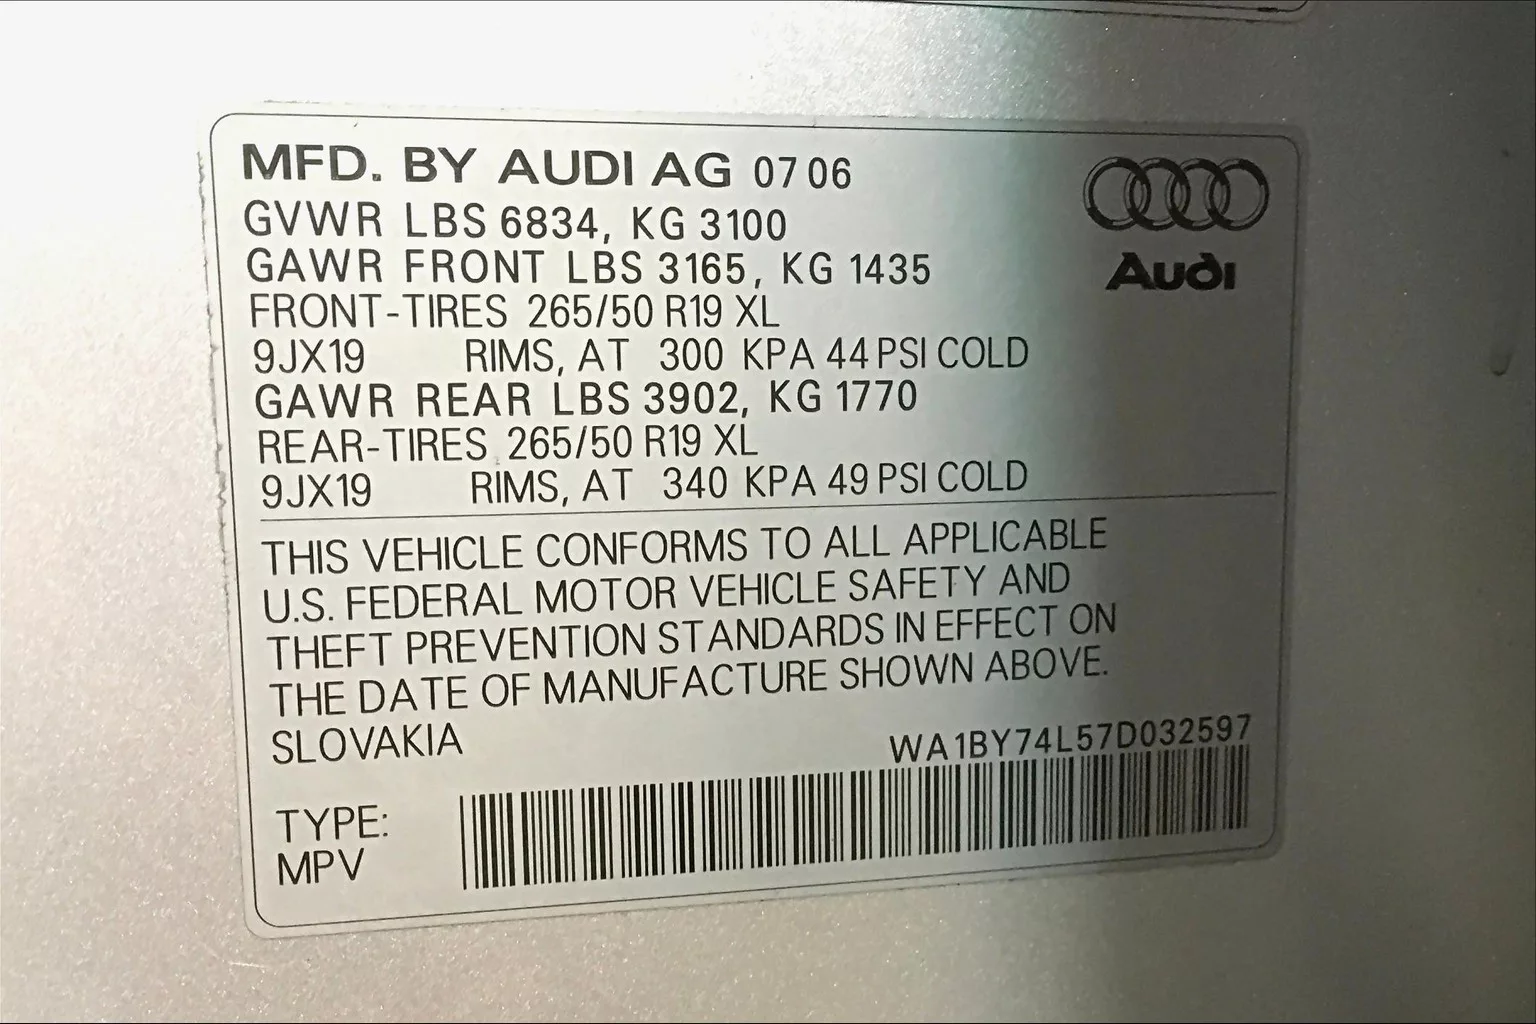 MFD. BY AUDI AG 07 06
GVWR LBS 6834, KG 3100
GAWR FRONT LBS 3165, KG 1435
Audi
FRONT-TIRES 265/50 R19 XL
9JX19 RIMS, AT 300 KPA 44 PSI COLD
GAWR REAR LBS 3902, KG 1770
REAR-TIRES 265/50 R19 XL
9JX19 RIMS, AT 340 KPA 49 PSI COLD
THIS VEHICLE CONFORMS TO ALL APPLICABLE
U.S. FEDERAL MOTOR VEHICLE SAFETY AND
THEFT PREVENTION STANDARDS IN EFFECT ON
THE DATE OF MANUFACTURE SHOWN ABOVE.
SLOVAKIA
WA1BY74L57D032597
TYPE:
MPV